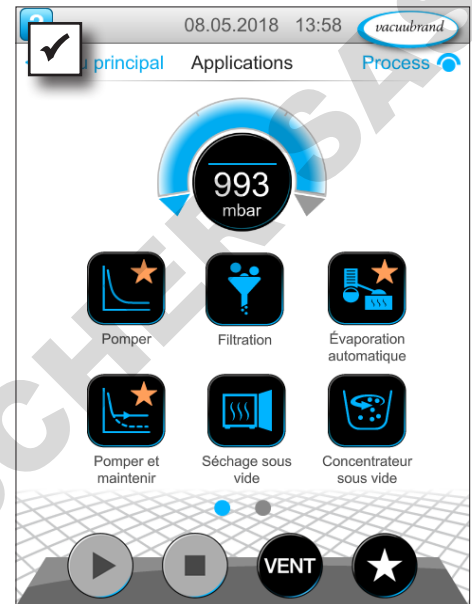 ?
08.05.2018 13:58 vacuubrand
principal Applications Process
993
mbar
Pomper
Filtration
Évaporation
automatique
Pomper et
maintenir
Séchage sous
vide
Concentrateur
sous vide
VENT